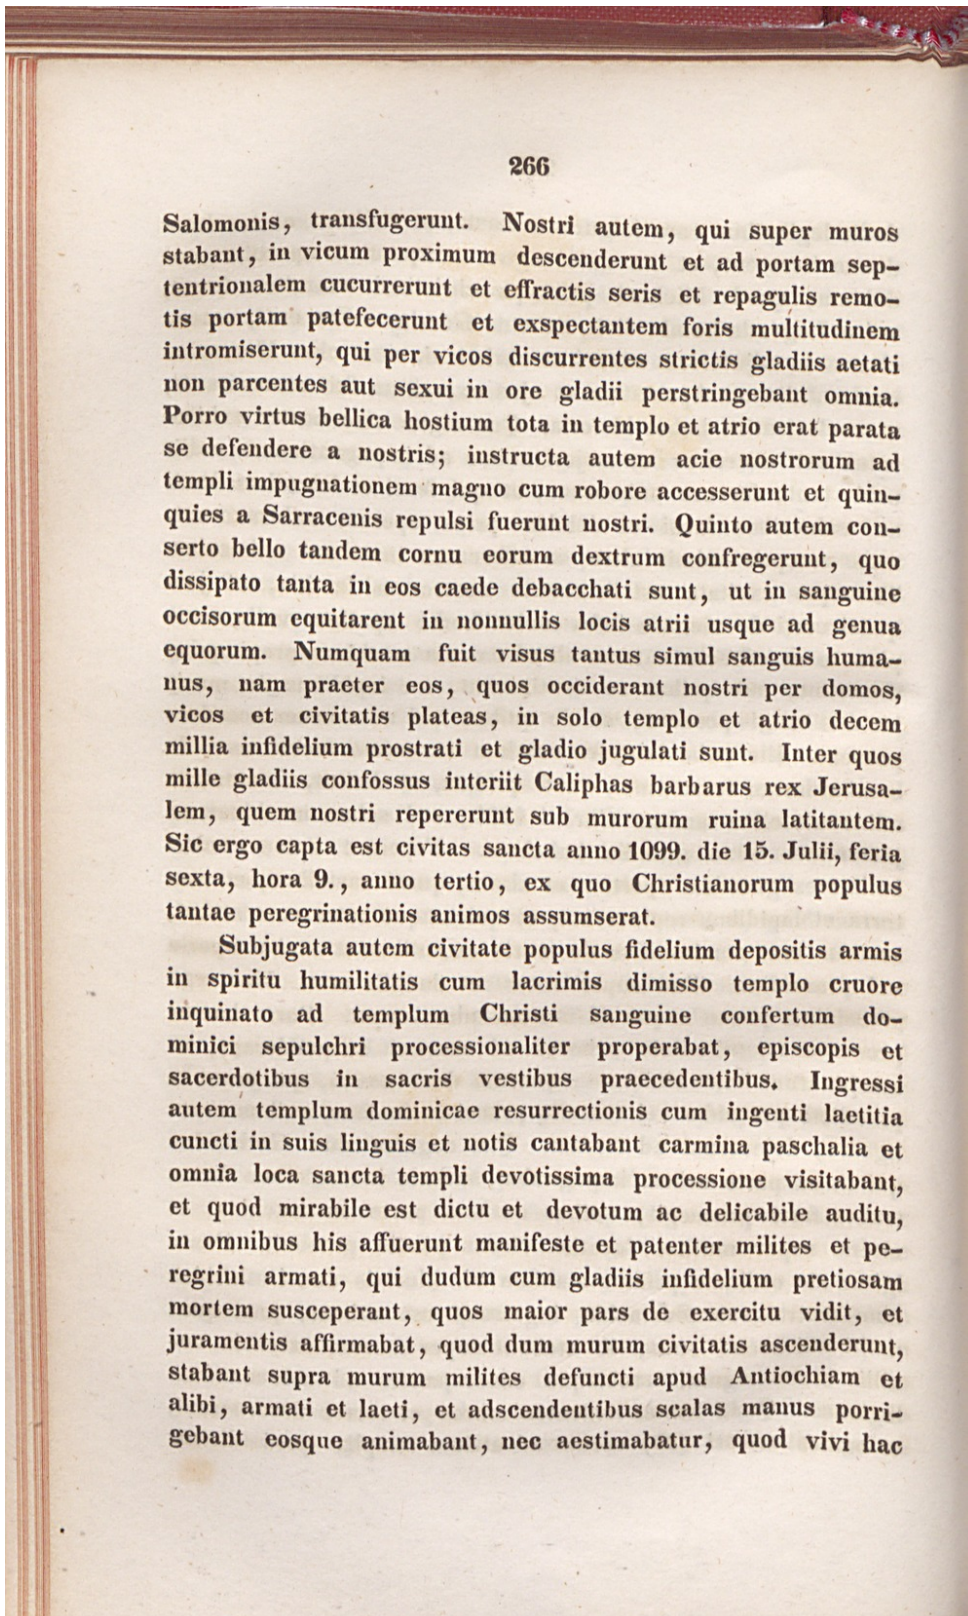 266
Salomonis, transfugerunt. Nostri autem, qui super muros
stabant, in vicum proximum descenderunt et ad portam sep-
tentrionalem cucurrerunt et effractis seris et repagulis remo-
tis portam patefecerunt et exspectantem foris multitudinem
intromiserunt, qui per vicos discurrentes strictis gladiis aetati
non parcentes aut sexui in ore gladii perstringebant omnia.
Porro virtus bellica hostium tota in templo et atrio erat parata
se defendere a nostris; instructa autem acie nostrorum ad
templi impugnationem magno cum robore accesserunt et quin-
quies a Sarracenis repulsi fuerunt nostri. Quinto autem con-
serto bello tandem cornu eorum dextrum confregerunt, quo
dissipato tanta in eos caede debacchati sunt, ut in sanguine
occisorum equitarent in nonnullis locis atrii usque ad genua
equorum. Numquam fuit visus tantus simul sanguis huma-
nus, nam praeter eos, quos occiderant nostri per domos,
vicos et civitatis plateas, in solo templo et atrio decem
millia infidelium prostrati et gladio jugulati sunt. Inter quos
mille gladiis confossus interiit Caliphas barbarus rex Jerusa-
lem, quem nostri repererunt sub murorum ruina latitantem.
Sic ergo capta est civitas sancta anno 1099. die 15. Julii, feria
sexta, hora 9., anno tertio, ex quo Christianorum populus
tantae peregrinationis animos assumserat.
Subjugata autem civitate populus fidelium depositis armis
in spiritu humilitatis cum lacrimis dimisso templo cruore
inquinato ad templum Christi sanguine confertum do-
minici sepulchri processionaliter properabat, episcopis et
sacerdotibus in sacris vestibus praecedentibus. Ingressi
autem templum dominicae resurrectionis cum ingenti laetitia
cuncti in suis linguis et notis cantabant carmina paschalia et
omnia loca sancta templi devotissima processione visitabant,
et quod mirabile est dictu et devotum ac delicabile auditu,
in omnibus his affuerunt manifeste et patenter milites et pe-
regrini armati, qui dudum cum gladiis infidelium pretiosam
mortem susceperant, quos maior pars de exercitu vidit, et
juramentis affirmabat, quod dum murum civitatis ascenderunt,
stabant supra murum milites defuncti apud Antiochiam et
alibi, armati et laeti, et adscendentibus scalas manus porri-
gebant eosque animabant, nec aestimabatur, quod vivi hac